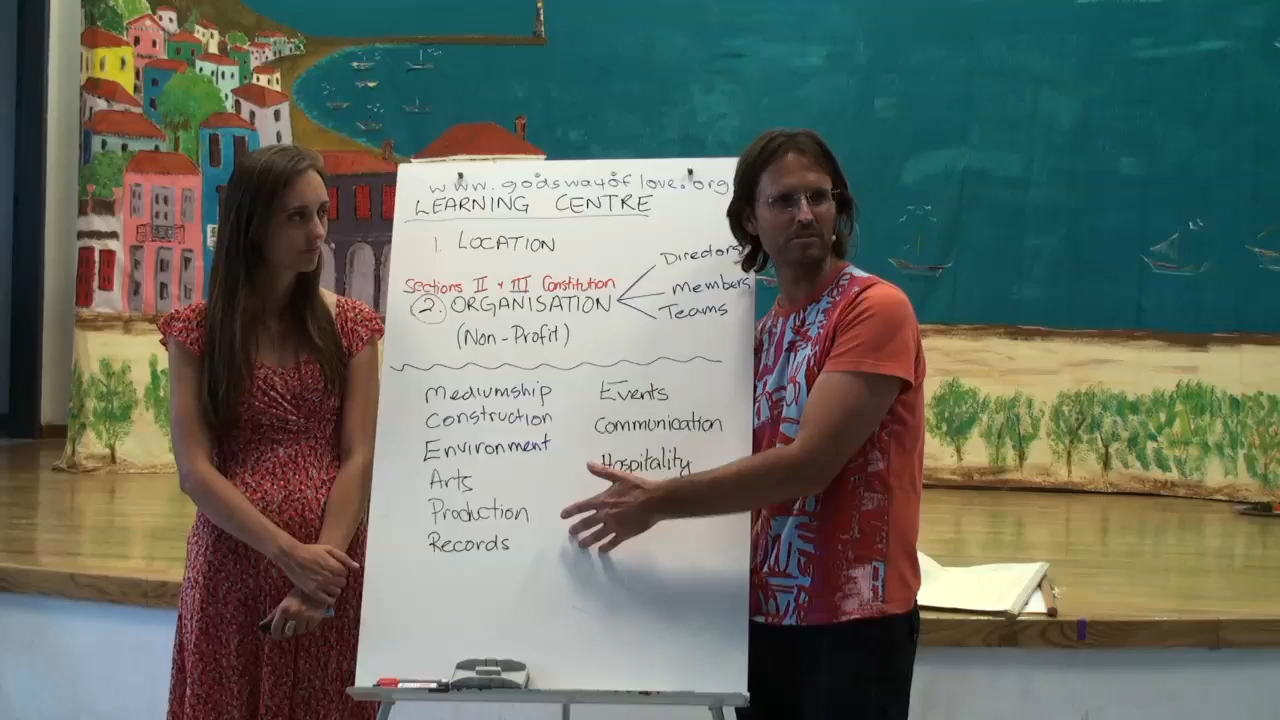 www.godswayoflove.org
LEARNING CENTRE
1. LOCATION
Sections II & III Constitution
2. ORGANISATION
Directors
members
Teams
(Non-Profit)
Mediumship
Construction
Environment
Arts
Production
Records
Events
Communication
Hospitality